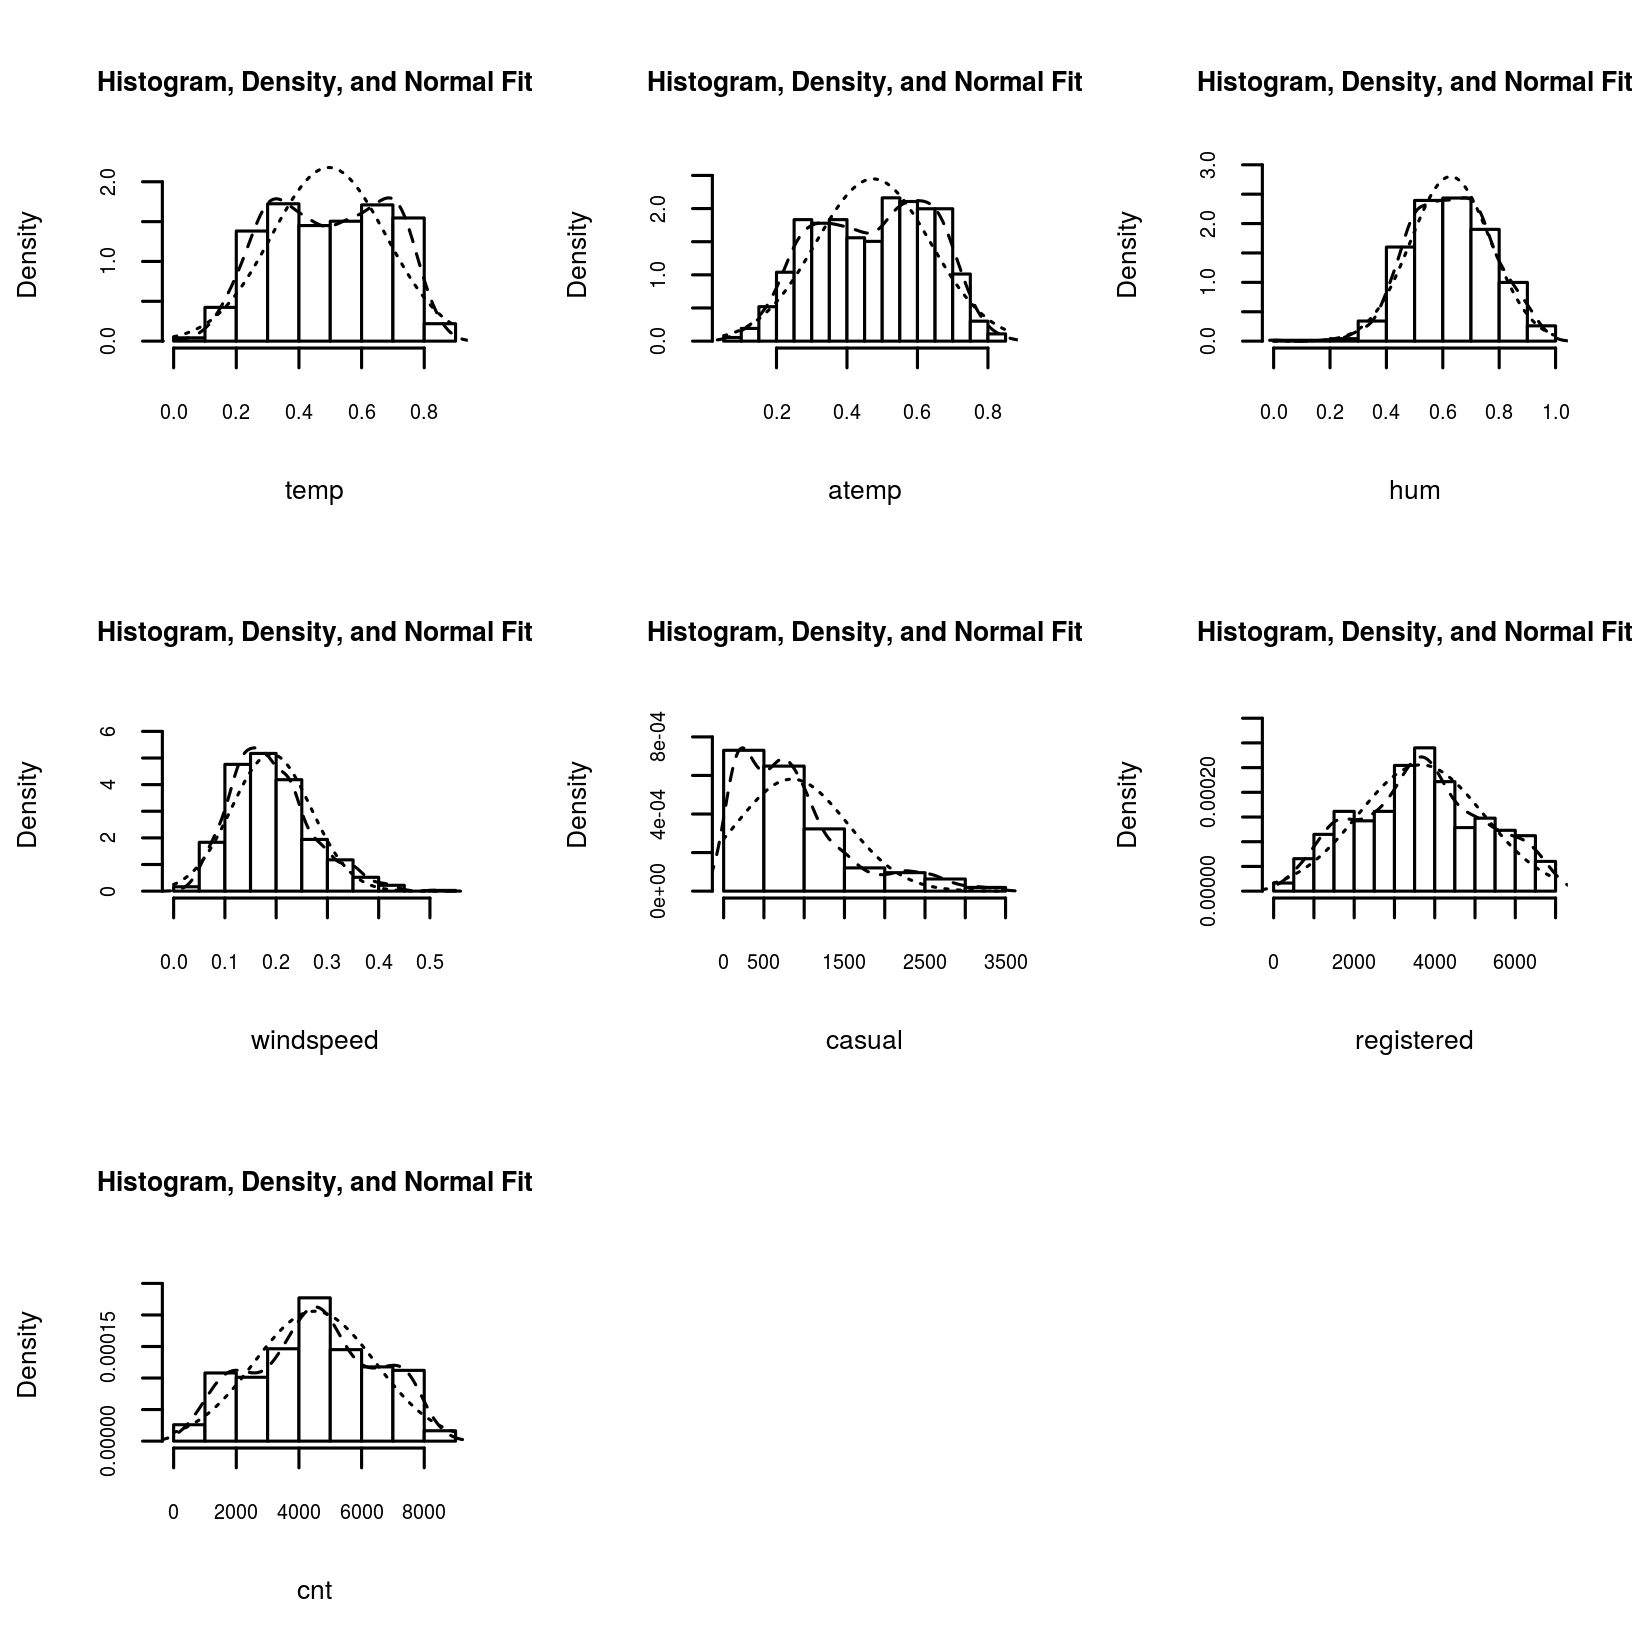 Histogram, Density, and Normal Fit
Density
0.0 1.0 2.0
0.0 0.2 0.4 0.6 0.8
temp
Histogram, Density, and Normal Fit
Density
0.0 1.0 2.0
0.2 0.4 0.6 0.8
atemp
Histogram, Density, and Normal Fit
Density
0.0 1.0 2.0 3.0
0.0 0.2 0.4 0.6 0.8 1.0
hum
Histogram, Density, and Normal Fit
Density
0 2 4 6
0.0 0.1 0.2 0.3 0.4 0.5
windspeed
Histogram, Density, and Normal Fit
Density
0e+00 4e-04 8e-04
0 500 1500 2500 3500
casual
Histogram, Density, and Normal Fit
Density
0.00000 0.00020
0 2000 4000 6000
registered
Histogram, Density, and Normal Fit
Density
0.00000 0.00015
0 2000 4000 6000 8000
cnt